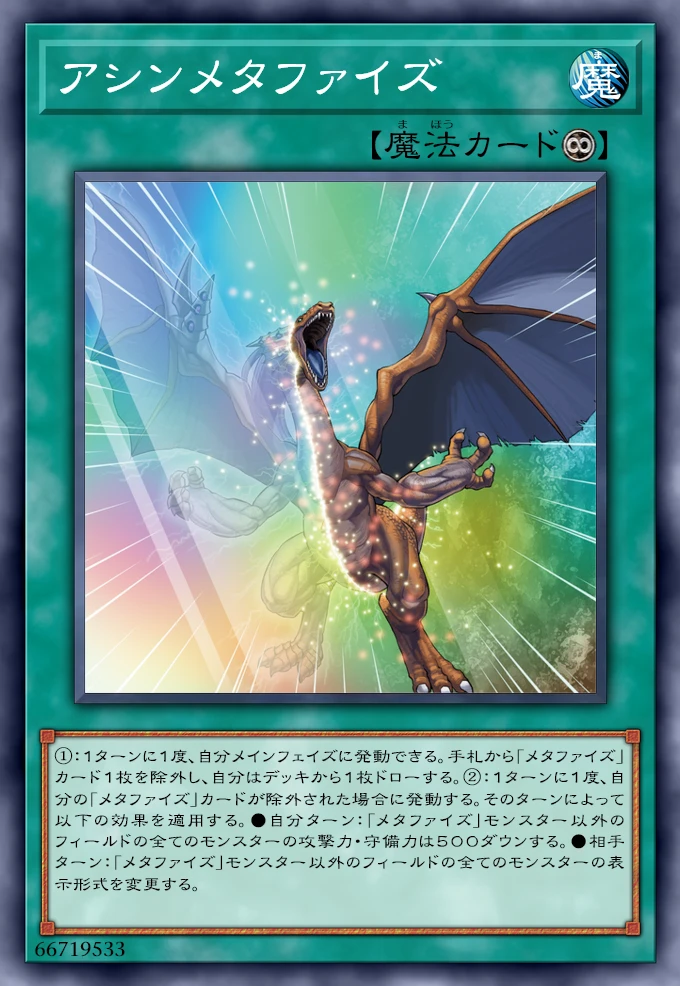 アシンメタファイズ
魔
ま
ま ほう
【魔法カード】
①：１ターンに１度、自分メインフェイズに発動できる。手札から「メタファイズ」
カード１枚を除外し、自分はデッキから１枚ドローする。②：１ターンに１度、自
分の「メタファイズ」カードが除外された場合に発動する。そのターンによって
以下の効果を適用する。●自分ターン：「メタファイズ」モンスター以外の
フィールドの全てのモンスターの攻撃力・守備力は５００ダウンする。●相手
ターン：「メタファイズ」モンスター以外のフィールドの全てのモンスターの表
示形式を変更する。
66719533